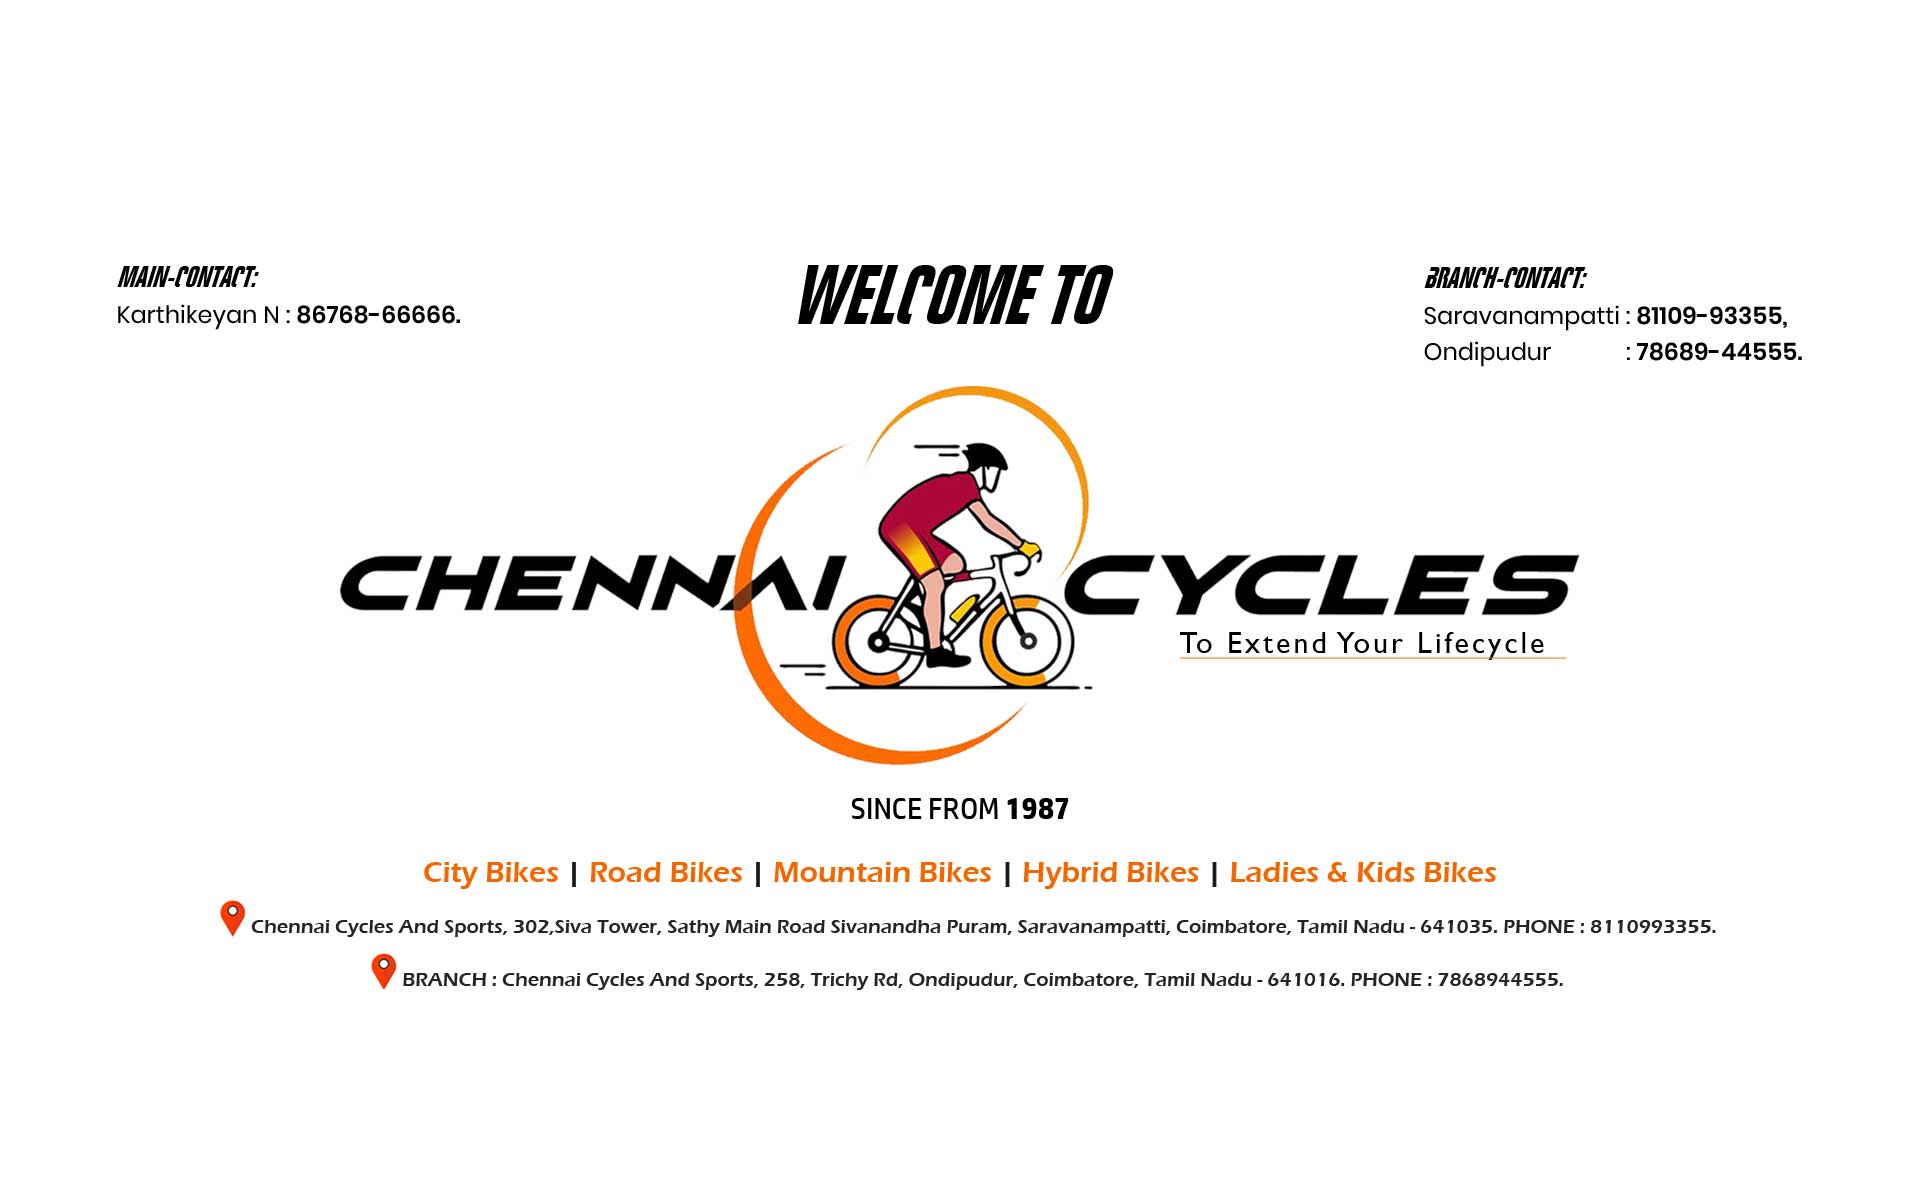 MAIN-CONTACT:
Karthikeyan N : 86768-66666.
WELCOME TO
BRANCH-CONTACT:
Saravanampatti : 81109-93355,
Ondipudur : 78689-44555.
CHENNAI CYCLES
To Extend Your Lifecycle
SINCE FROM 1987
City Bikes | Road Bikes | Mountain Bikes | Hybrid Bikes | Ladies & Kids Bikes
Chennai Cycles And Sports, 302,Siva Tower, Sathy Main Road Sivanandha Puram, Saravanampatti, Coimbatore, Tamil Nadu - 641035. PHONE : 8110993355.
BRANCH : Chennai Cycles And Sports, 258, Trichy Rd, Ondipudur, Coimbatore, Tamil Nadu - 641016. PHONE : 7868944555.